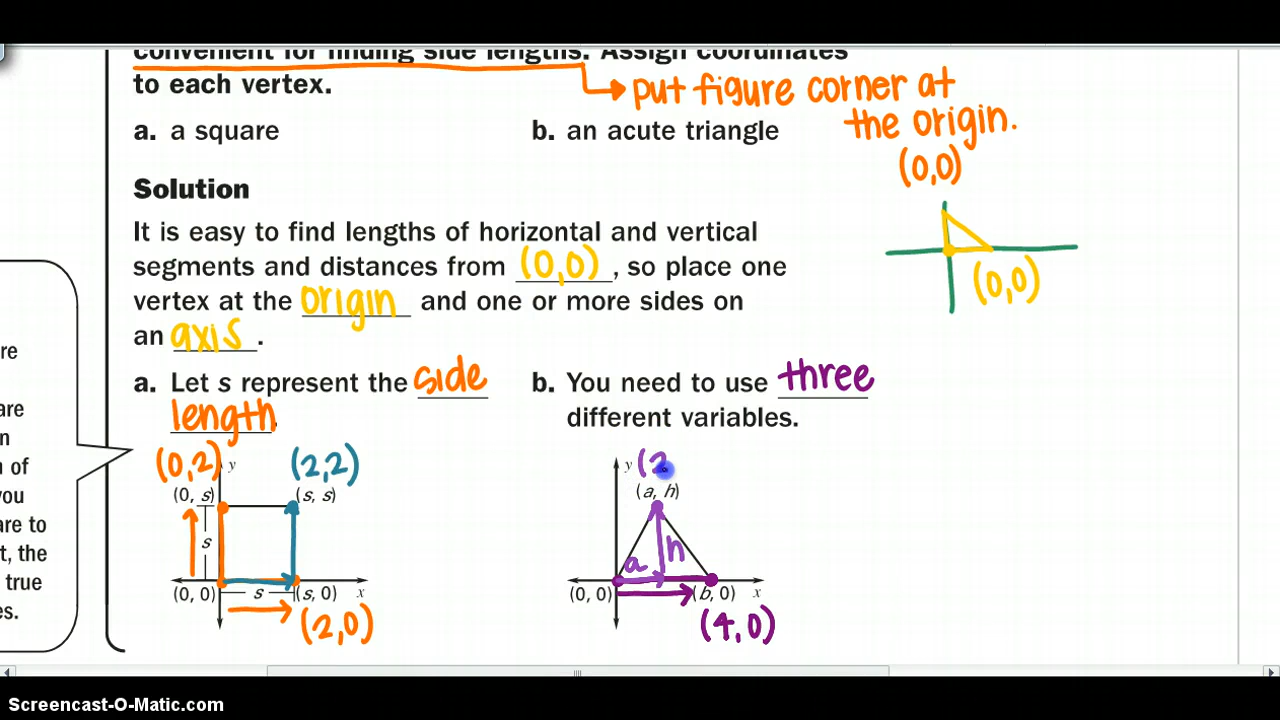 convenient for finding side lengths. Assign coordinates
to each vertex.
put figure corner at
the origin.
(0,0)
a. a square
b. an acute triangle
Solution
It is easy to find lengths of horizontal and vertical
segments and distances from (0,0), so place one
vertex at the origin and one or more sides on
an axis.
(0,0)
a. Let s represent the side
length.
b. You need to use three
different variables.
(0,2) y (2,2)
(0, s) (s, s)
s
(0, 0) s (s, 0) x
(2,0)
y (2
(a, h)
h
a
(0, 0) (b, 0) x
(4,0)
re
are
n
n of
you
are to
t, the
true
es.
Screencast-O-Matic.com